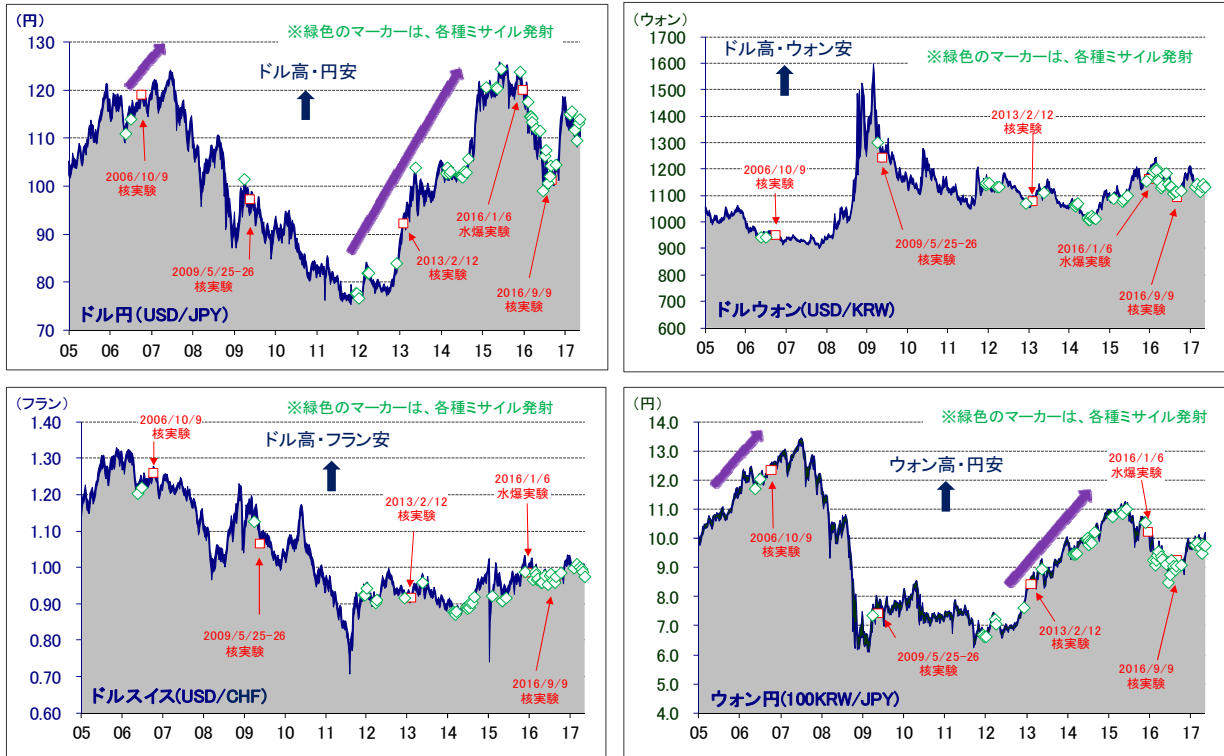 (円)
※緑色のマーカーは、各種ミサイル発射
ドル高・円安
130
120
110
100
90
80
70
2006/10/9
核実験
2009/5/25-26
核実験
2016/1/6
水爆実験
2013/2/12
核実験
2016/9/9
核実験
ドル円(USD/JPY)
05 06 07 08 09 10 11 12 13 14 15 16 17
(ウォン)
※緑色のマーカーは、各種ミサイル発射
ドル高・ウォン安
1700
1600
1500
1400
1300
1200
1100
1000
900
800
700
600
2006/10/9
核実験
2009/5/25-26
核実験
2013/2/12
核実験
2016/1/6
水爆実験
2016/9/9
核実験
ドルウォン(USD/KRW)
05 06 07 08 09 10 11 12 13 14 15 16 17
(フラン)
※緑色のマーカーは、各種ミサイル発射
ドル高・フラン安
1.40
1.30
1.20
1.10
1.00
0.90
0.80
0.70
0.60
2006/10/9
核実験
2009/5/25-26
核実験
2013/2/12
核実験
2016/1/6
水爆実験
2016/9/9
核実験
ドルスイス(USD/CHF)
05 06 07 08 09 10 11 12 13 14 15 16 17
(円)
※緑色のマーカーは、各種ミサイル発射
ウォン高・円安
14.0
13.0
12.0
11.0
10.0
9.0
8.0
7.0
6.0
5.0
4.0
2006/10/9
核実験
2009/5/25-26
核実験
2016/1/6
水爆実験
2013/2/12
核実験
2016/9/9
核実験
ウォン円(100KRW/JPY)
05 06 07 08 09 10 11 12 13 14 15 16 17